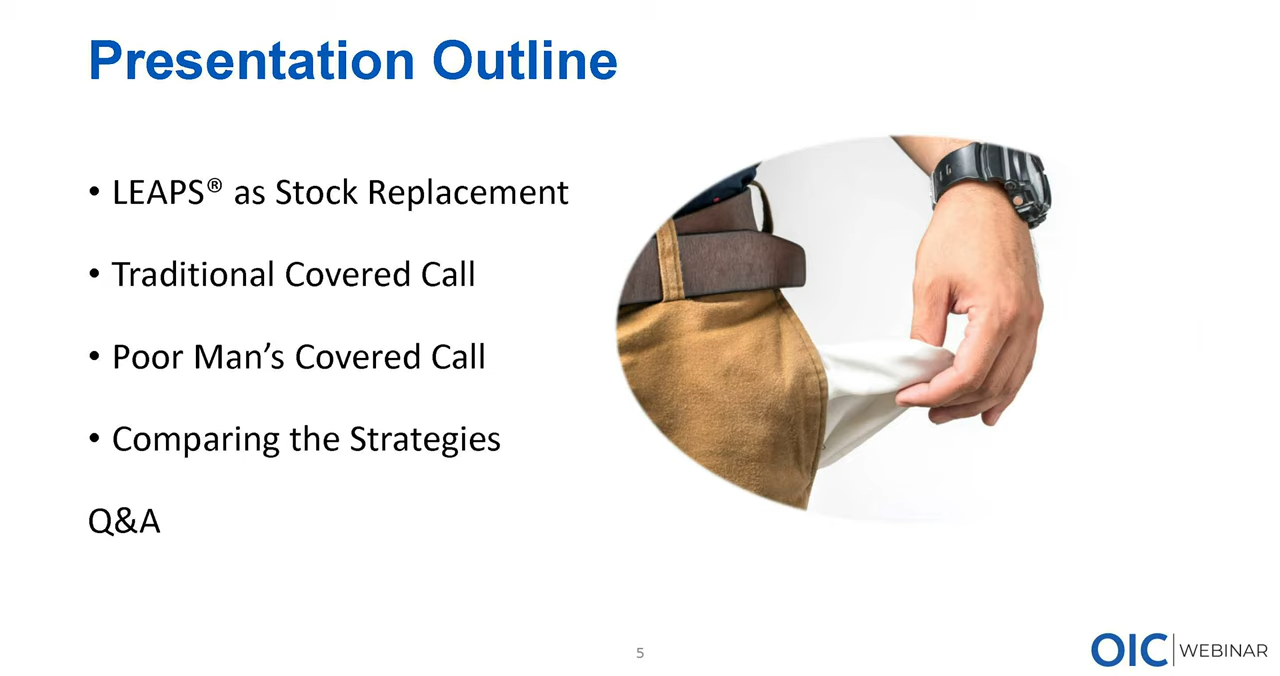 Presentation Outline
• LEAPS® as Stock Replacement
• Traditional Covered Call
• Poor Man’s Covered Call
• Comparing the Strategies
Q&A
5
OIC WEBINAR